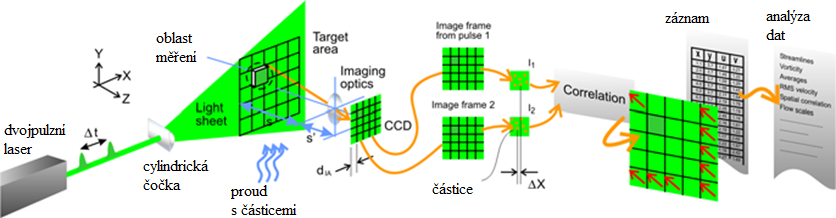 dvojpulzní
laser
Δt
Y
X
Z
cylindrická
čočka
oblast
měření
Light
sheet
Target
area
s
s'
proud
s částicemi
Imaging
optics
CCD
d IA
Image frame
from pulse 1
Image frame 2
částice
I1
I2
ΔX
Correlation
záznam
x y u v
analýza
dat
Streamlines
Vorticity
Averages
RMS velocity
Spatial correlation
Flow scales